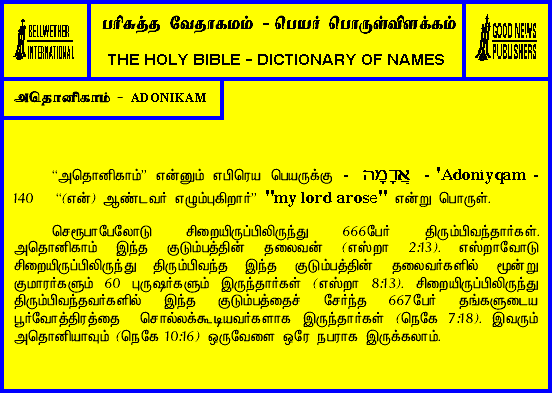 BELLWETHER
INTERNATIONAL
பரிசுத்த வேதாகமம் - பெயர் பொருள்விளக்கம்
THE HOLY BIBLE - DICTIONARY OF NAMES
GOOD NEWS
PUBLISHERS
அதொனிகாம் - ADONIKAM
“அதொனிகாம்” என்னும் எபிரெய பெயருக்கு - אֲדָמָה - 'Adoniyqam -
140 “(என்) ஆண்டவர் எழும்புகிறார்” "my lord arose" என்று பொருள்.
செரூபாபேலோடு சிறையிருப்பிலிருந்து 666பேர் திரும்பிவந்தார்கள்.
அதொனிகாம் இந்த குடும்பத்தின் தலைவன் (எஸ்றா 2:13). எஸ்றாவோடு
சிறையிருப்பிலிருந்து திரும்பிவந்த இந்த குடும்பத்தின் தலைவர்களில் மூன்று
குமாரர்களும் 60 புருஷர்களும் இருந்தார்கள் (எஸ்றா 8:13). சிறையிருப்பிலிருந்து
திரும்பிவந்தவர்களில் இந்த குடும்பத்தைச் சேர்ந்த 667பேர் தங்களுடைய
பூர்வோத்திரத்தை சொல்லக்கூடியவர்களாக இருந்தார்கள் (நெகே 7:18). இவரும்
அதொனியாவும் (நெகே 10:16) ஒருவேளை ஒரே நபராக இருக்கலாம்.